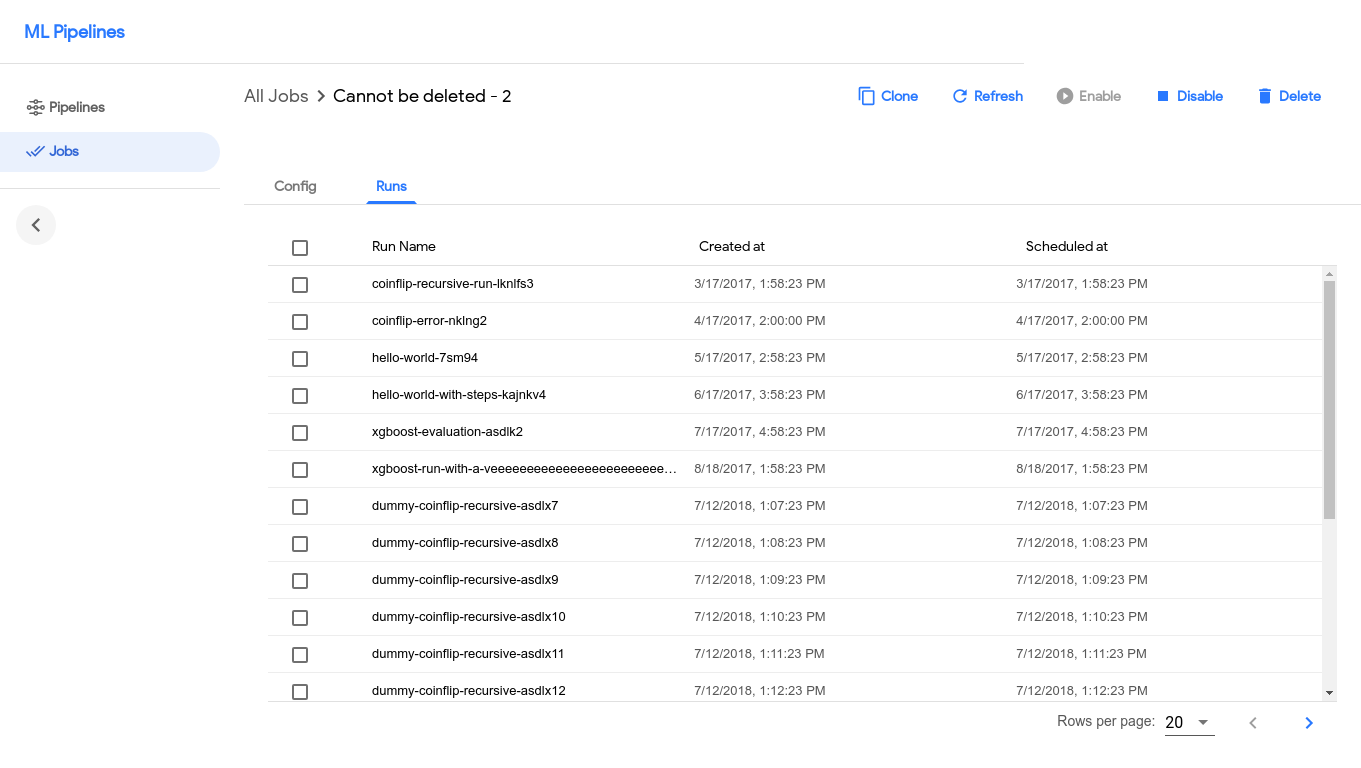 ML Pipelines
Pipelines
Jobs
All Jobs Cannot be deleted - 2
Clone Refresh Enable Disable Delete
Config Runs
Run Name Created at Scheduled at
coinflip-recursive-run-lknlfs3 3/17/2017, 1:58:23 PM 3/17/2017, 1:58:23 PM
coinflip-error-nklng2 4/17/2017, 2:00:00 PM 4/17/2017, 2:00:00 PM
hello-world-7sm94 5/17/2017, 2:58:23 PM 5/17/2017, 2:58:23 PM
hello-world-with-steps-kajnkv4 6/17/2017, 3:58:23 PM 6/17/2017, 3:58:23 PM
xgboost-evaluation-asdlk2 7/17/2017, 4:58:23 PM 7/17/2017, 4:58:23 PM
xgboost-run-with-a-veeeeeeeeeeeeeeeeeeeeeeee... 8/18/2017, 1:58:23 PM 8/18/2017, 1:58:23 PM
dummy-coinflip-recursive-asdlx7 7/12/2018, 1:07:23 PM 7/12/2018, 1:07:23 PM
dummy-coinflip-recursive-asdlx8 7/12/2018, 1:08:23 PM 7/12/2018, 1:08:23 PM
dummy-coinflip-recursive-asdlx9 7/12/2018, 1:09:23 PM 7/12/2018, 1:09:23 PM
dummy-coinflip-recursive-asdlx10 7/12/2018, 1:10:23 PM 7/12/2018, 1:10:23 PM
dummy-coinflip-recursive-asdlx11 7/12/2018, 1:11:23 PM 7/12/2018, 1:11:23 PM
dummy-coinflip-recursive-asdlx12 7/12/2018, 1:12:23 PM 7/12/2018, 1:12:23 PM
Rows per page: 20